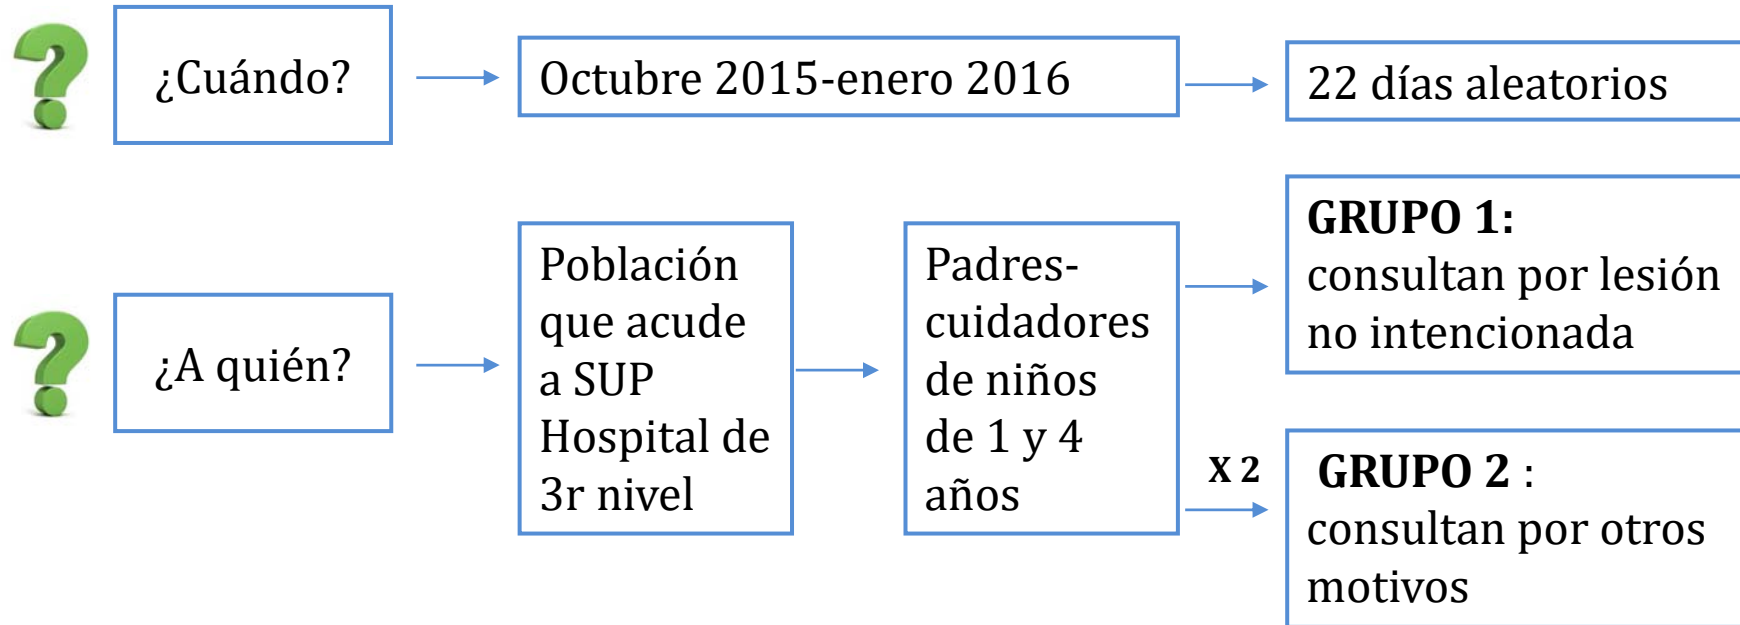 ¿Cuándo?
Octubre 2015-enero 2016
22 días aleatorios
¿A quién?
Población
que acude
a SUP
Hospital de
3r nivel
Padres-
cuidadores
de niños
de 1 y 4
años
GRUPO 1:
consultan por lesión
no intencionada
X 2
GRUPO 2 :
consultan por otros
motivos